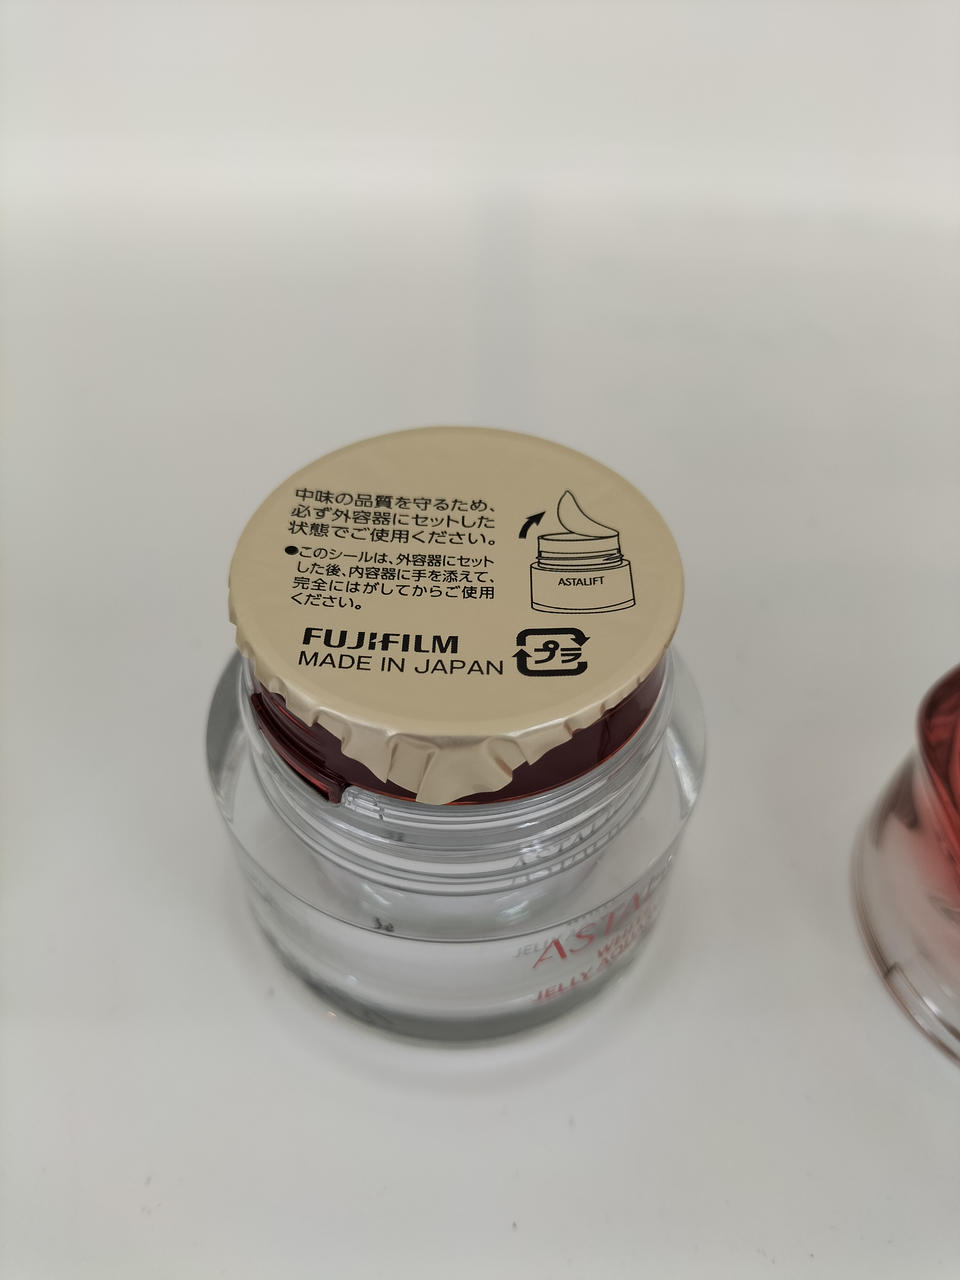 中味の品質を守るため、
必ず外容器にセットした
状態でご使用ください。
●このシールは、外容器にセット
した後、内容器に手を添えて、
完全にはがしてからご使用
ください。
ASTALIFT
FUJIFILM
MADE IN JAPAN
プラ
JELLY